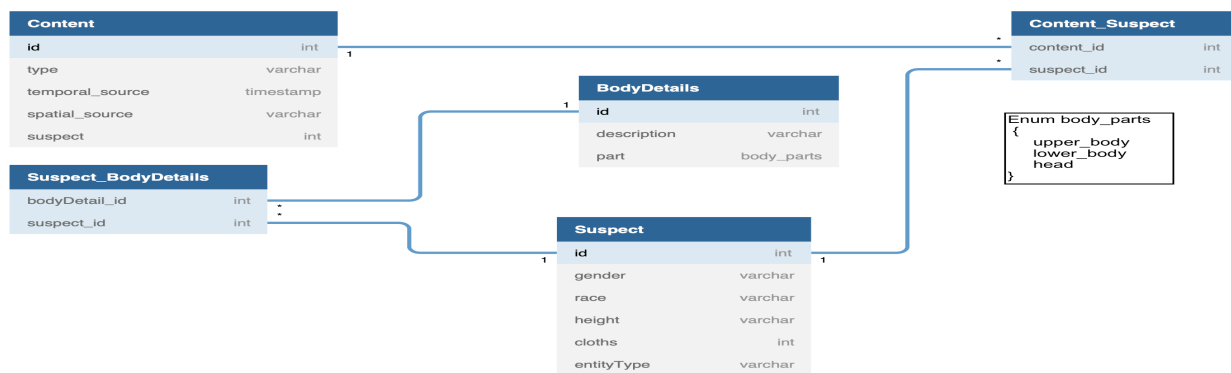 Content
id int
type varchar
temporal_source timestamp
spatial_source varchar
suspect int
1
*
Content_Suspect
content_id int
*
suspect_id int
BodyDetails
1
id int
description varchar
part body_parts
Enum body_parts
{
upper_body
lower_body
head
}
Suspect_BodyDetails
bodyDetail_id int
*
*
suspect_id int
Suspect
id int
1
1
gender varchar
race varchar
height varchar
cloths int
entityType varchar